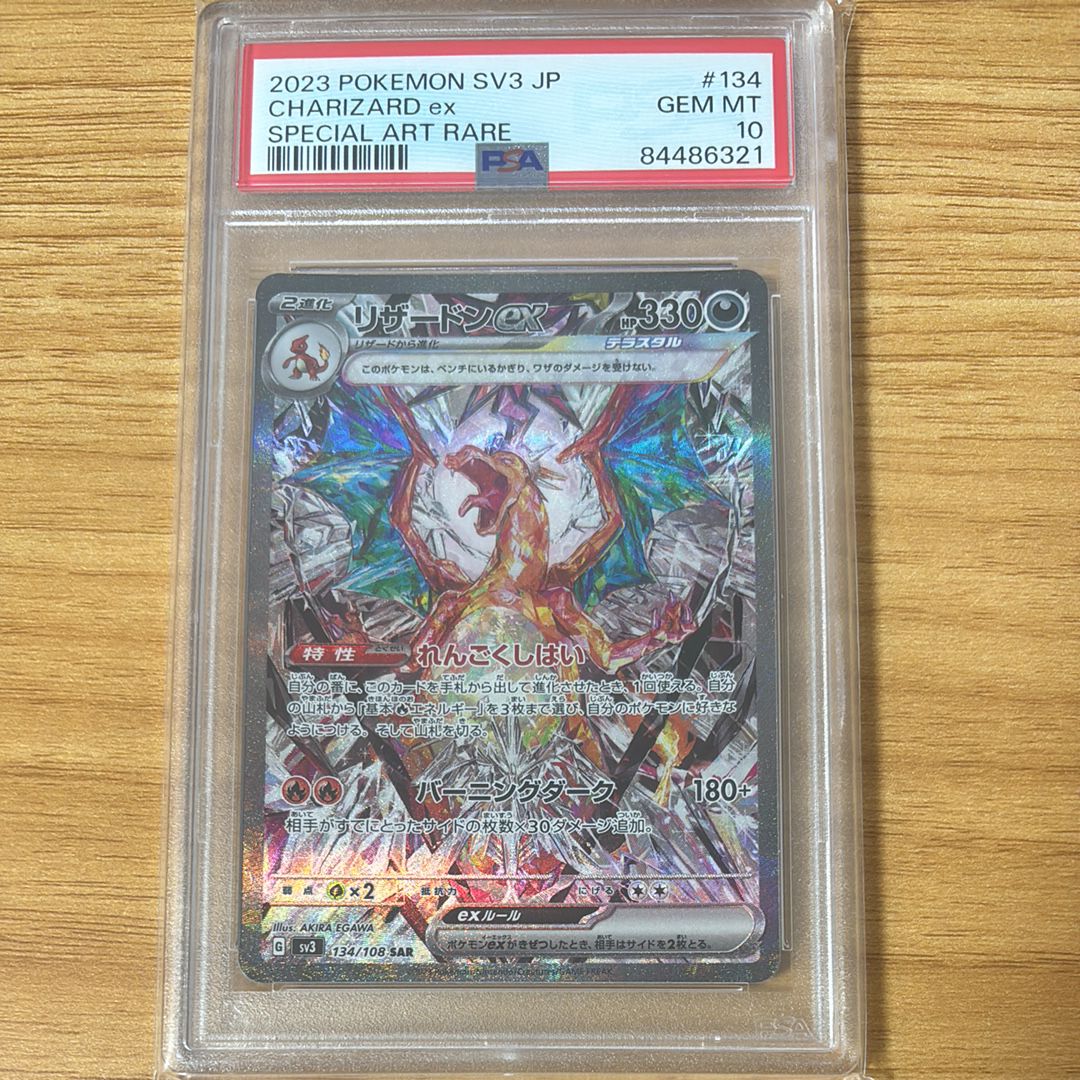 2023 POKEMON SV3 JP #134
CHARIZARD ex GEM MT
SPECIAL ART RARE 10
PSA 84486321
2進化 リザードンex HP330
リザードから進化 テラスタル
このポケモンは、ベンチにいるかぎり、ワザのダメージを受けない。
特性 とくせい れんごくしはい
自分の番に、このカードを手札から出して進化させたとき、1回使える。自分
の山札から「基本エネルギー」を3枚まで選び、自分のポケモンに好きな
ようにつける。そして山札を切る。
バーニングダーク 180+
相手がすでにとったサイドの枚数×30ダメージ追加。
弱点 ×2 抵抗力 にげる
exルール
ポケモンexがきぜつしたとき、相手はサイドを2枚とる。
Illus. AKIRA EGAWA
G sv3 134/108 SAR
©2023 Pokémon/Nintendo/Creatures/GAME FREAK
PSA